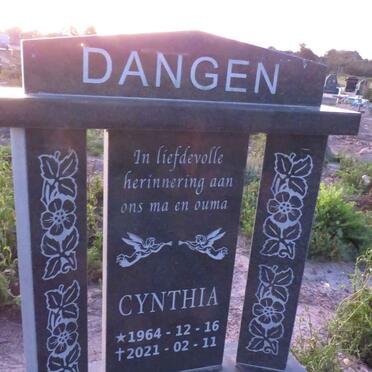 DANGEN
In liefdevolle
herinnering aan
ons ma en ouma
CYNTHIA
★1964 - 12 - 16
✝2021 - 02 - 11